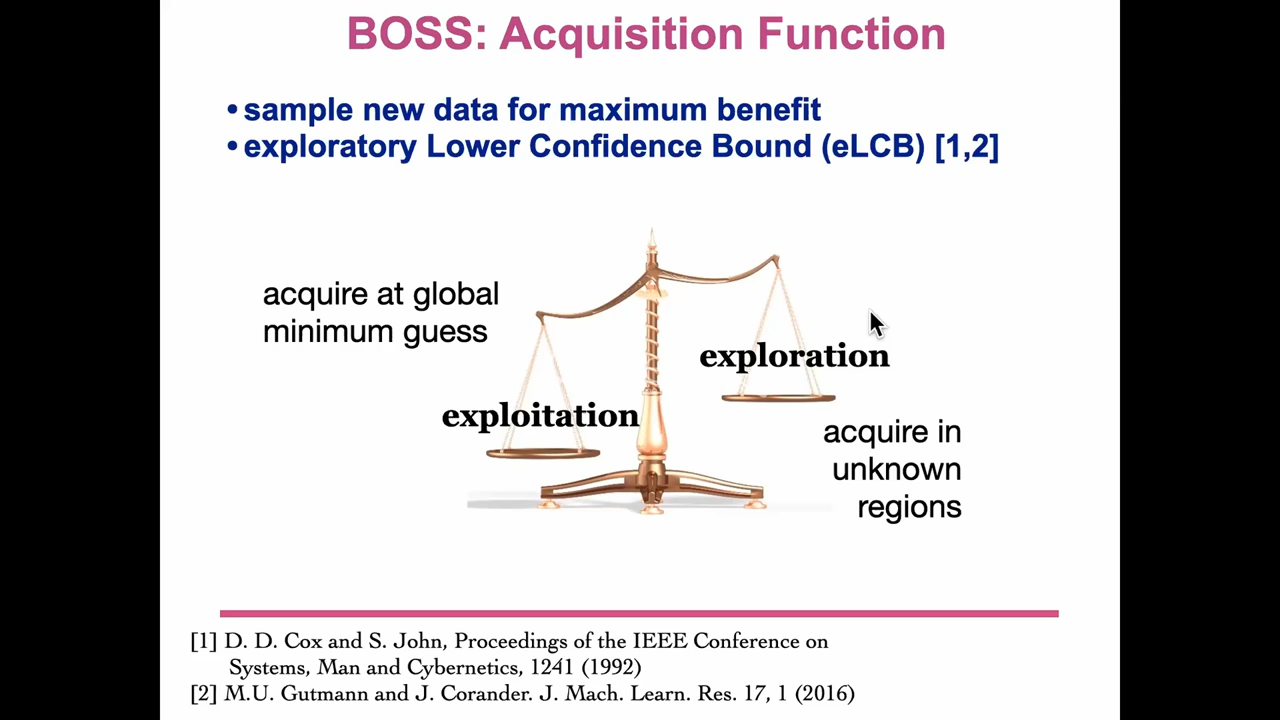 BOSS: Acquisition Function
• sample new data for maximum benefit
• exploratory Lower Confidence Bound (eLCB) [1,2]
acquire at global
minimum guess
exploration
exploitation
acquire in
unknown
regions
[1] D. D. Cox and S. John, Proceedings of the IEEE Conference on
Systems, Man and Cybernetics, 1241 (1992)
[2] M.U. Gutmann and J. Corander. J. Mach. Learn. Res. 17, 1 (2016)